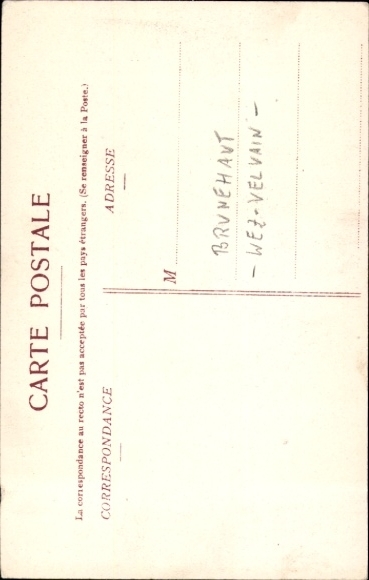 CARTE POSTALE
La correspondance au recto n'est pas acceptée par tous les pays étrangers. (Se renseigner à la Poste.)
CORRESPONDANCE
ADRESSE
M
BRUNEHAUT
- WEZ-VELVAIN -